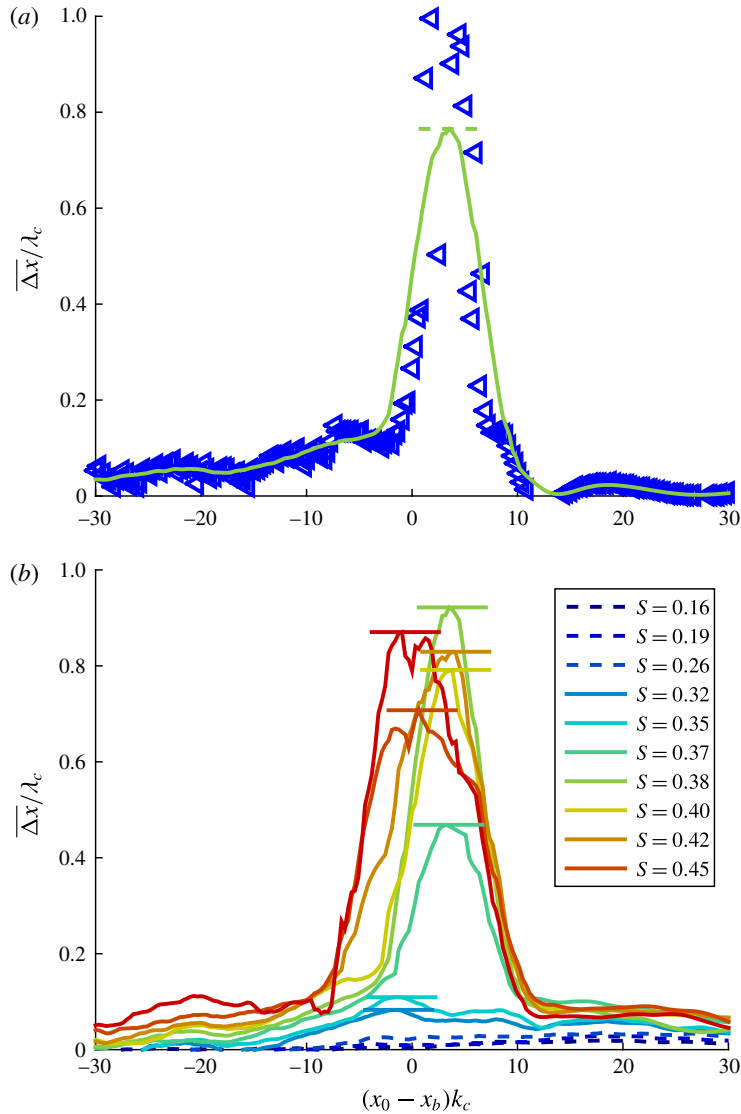 (a)
1.0
0.8
0.6
0.4
0.2
0
Δx/λc
−30 −20 −10 0 10 20 30
(b)
1.0
0.8
0.6
0.4
0.2
0
Δx/λc
−30 −20 −10 0 10 20 30
(x0 − xb)kc
S = 0.16
S = 0.19
S = 0.26
S = 0.32
S = 0.35
S = 0.37
S = 0.38
S = 0.40
S = 0.42
S = 0.45